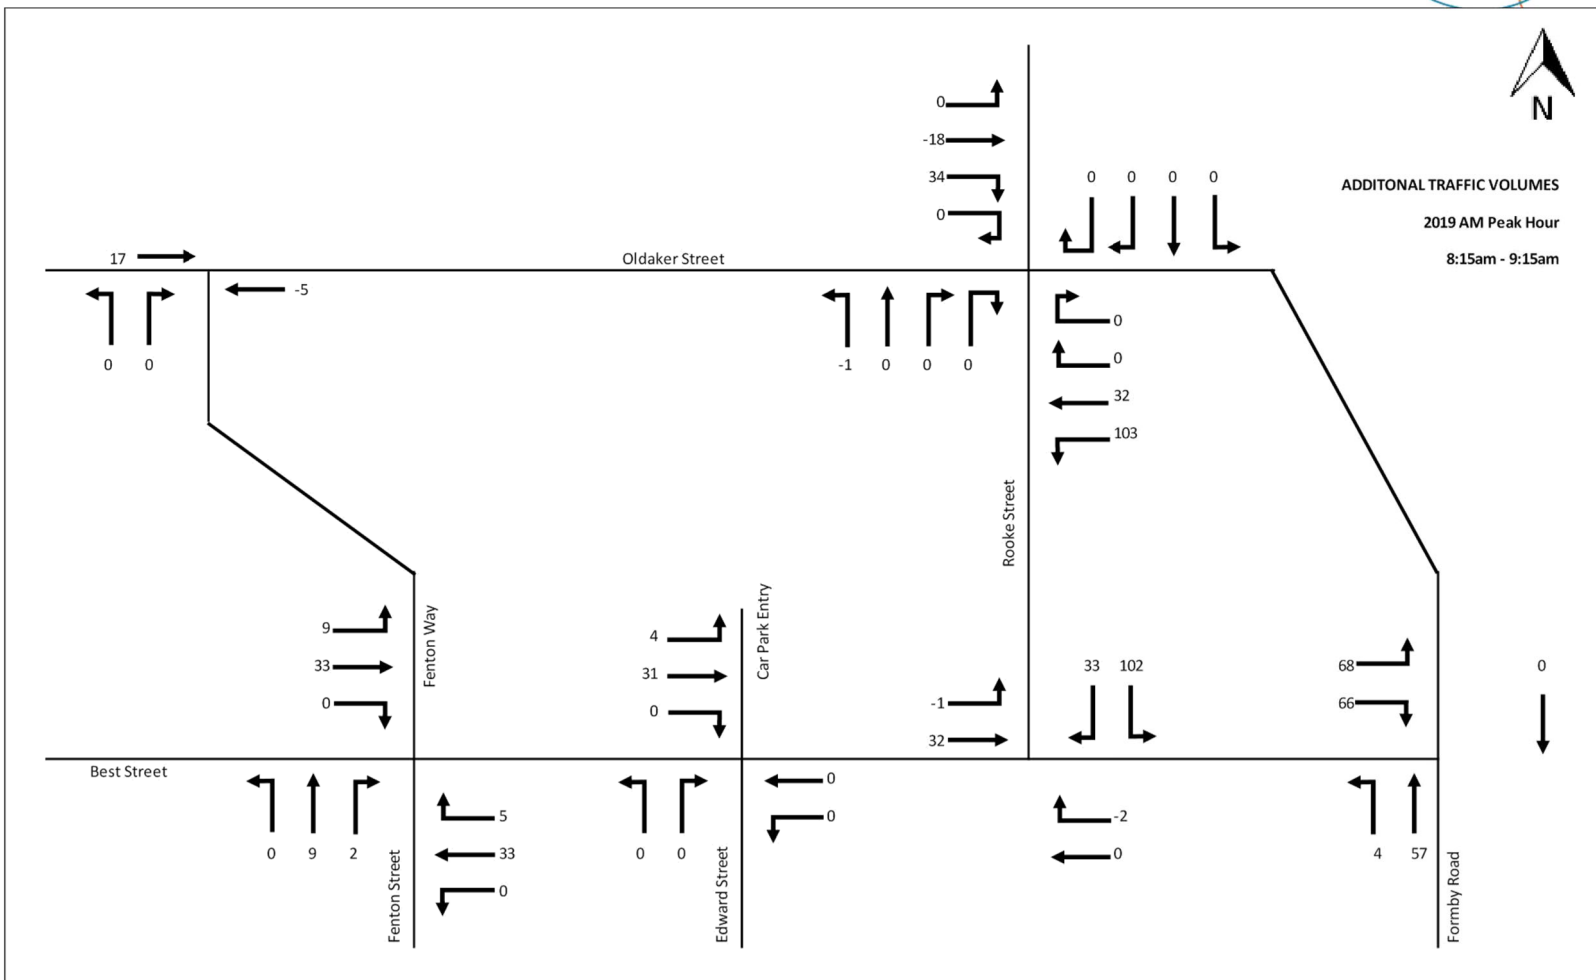 N
ADDITONAL TRAFFIC VOLUMES
2019 AM Peak Hour
8:15am - 9:15am
0
-18
34
0
0 0 0 0
17
Oldaker Street
-5
0 0
-1 0 0 0
0
0
32
103
Rooke Street
9
33
0
Fenton Way
4
31
0
Car Park Entry
-1
32
33 102
68
66
0
Best Street
0 9 2
5
33
0
Fenton Street
0 0
0
0
Edward Street
-2
0
4 57
Formby Road